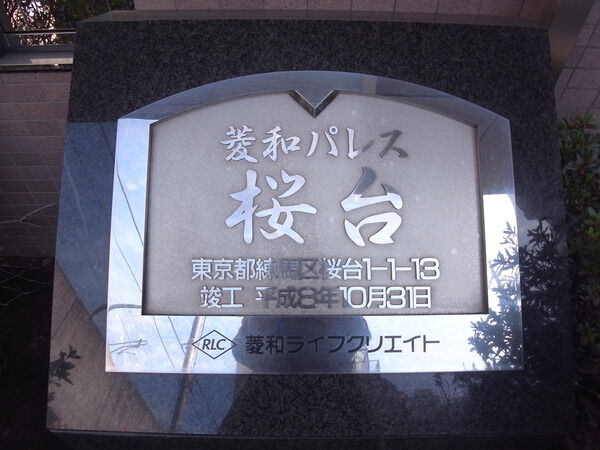 菱和パレス
桜台
東京都練馬区桜台1-1-13
竣工 平成8年10月31日
RLC 菱和ライフクリエイト